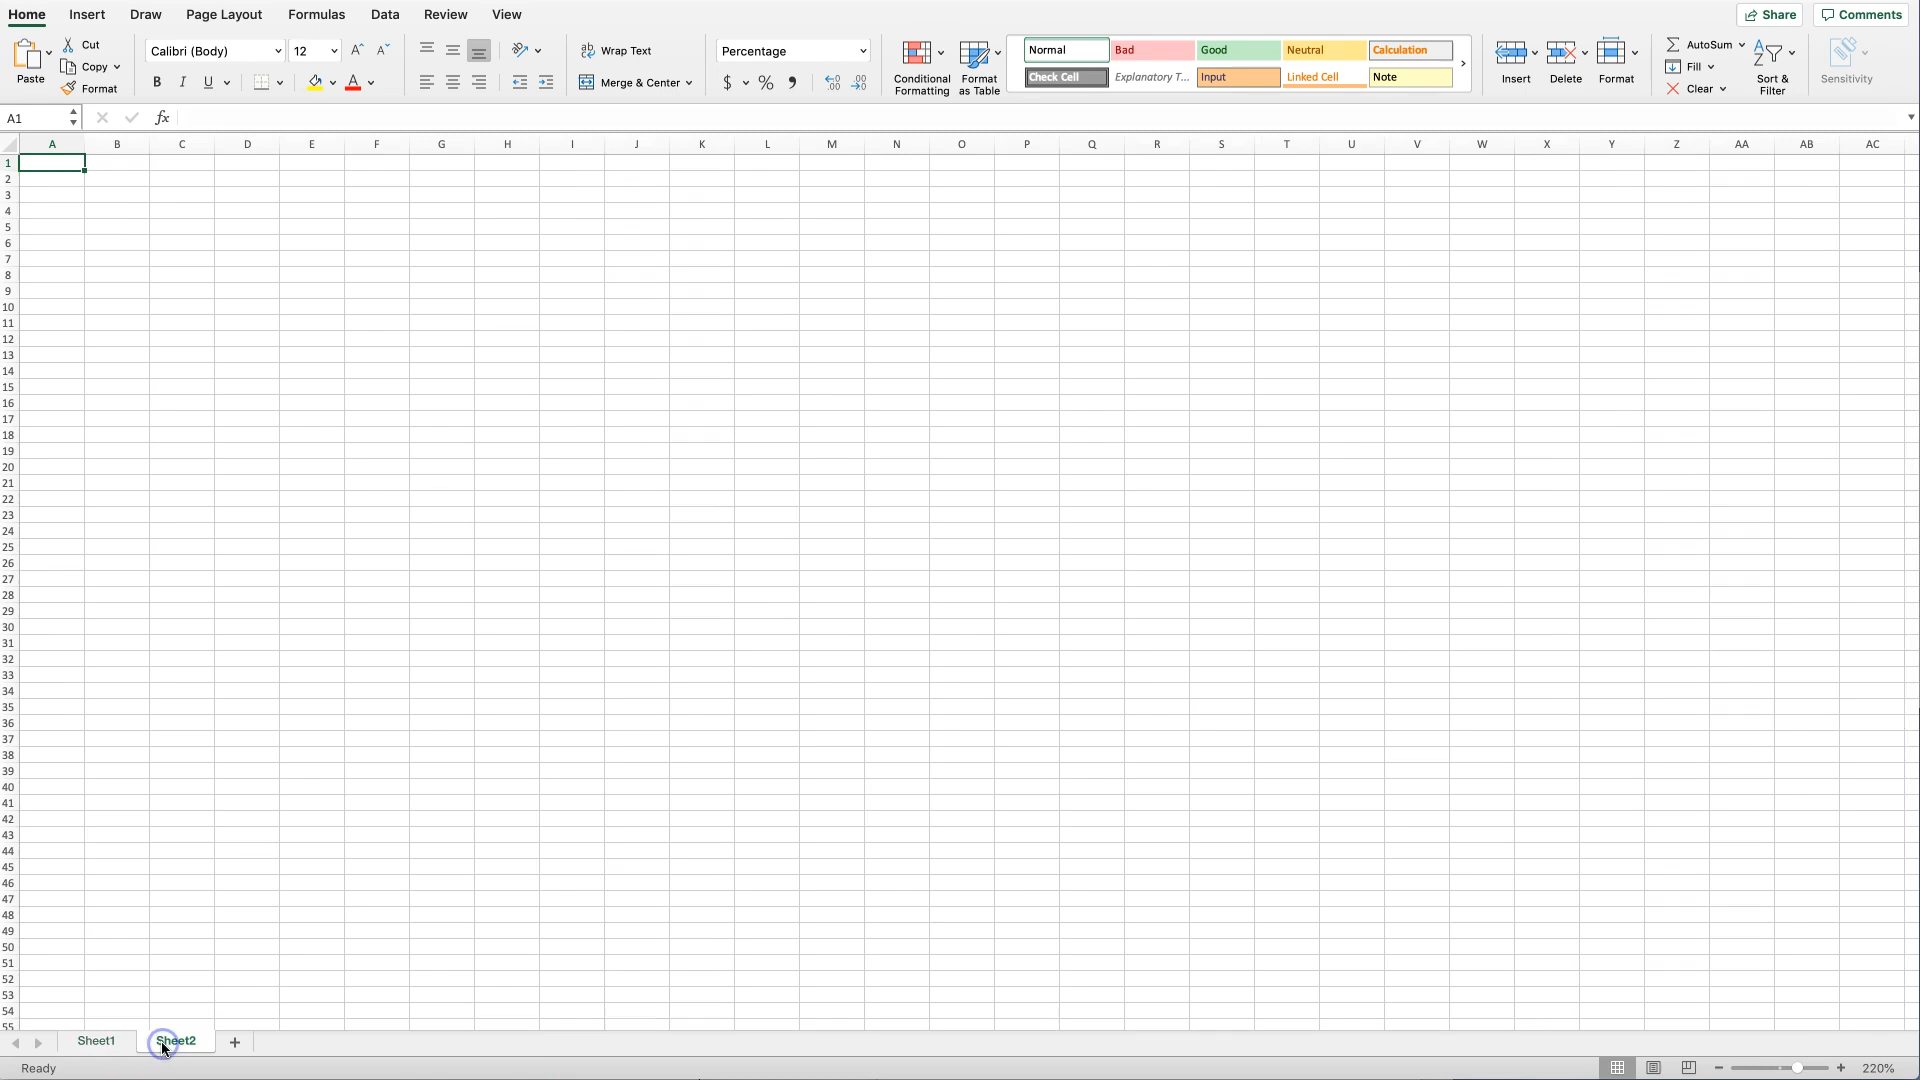 Home Insert Draw Page Layout Formulas Data Review View Share Comments
Paste Cut Copy Format
Calibri (Body) 12
B I U A
Wrap Text
Merge & Center
Percentage
$ % ,
Conditional Formatting
Format as Table
Normal Bad Good Neutral Calculation
Check Cell Explanatory T... Input Linked Cell Note
Insert Delete Format
AutoSum
Fill
Clear
Sort & Filter
Sensitivity
A1 fx
A B C D E F G H I J K L M N O P Q R S T U V W X Y Z AA AB AC
1
2
3
4
5
6
7
8
9
10
11
12
13
14
15
16
17
18
19
20
21
22
23
24
25
26
27
28
29
30
31
32
33
34
35
36
37
38
39
40
41
42
43
44
45
46
47
48
49
50
51
52
53
54
55
Sheet1 Sheet2 +
Ready 220%